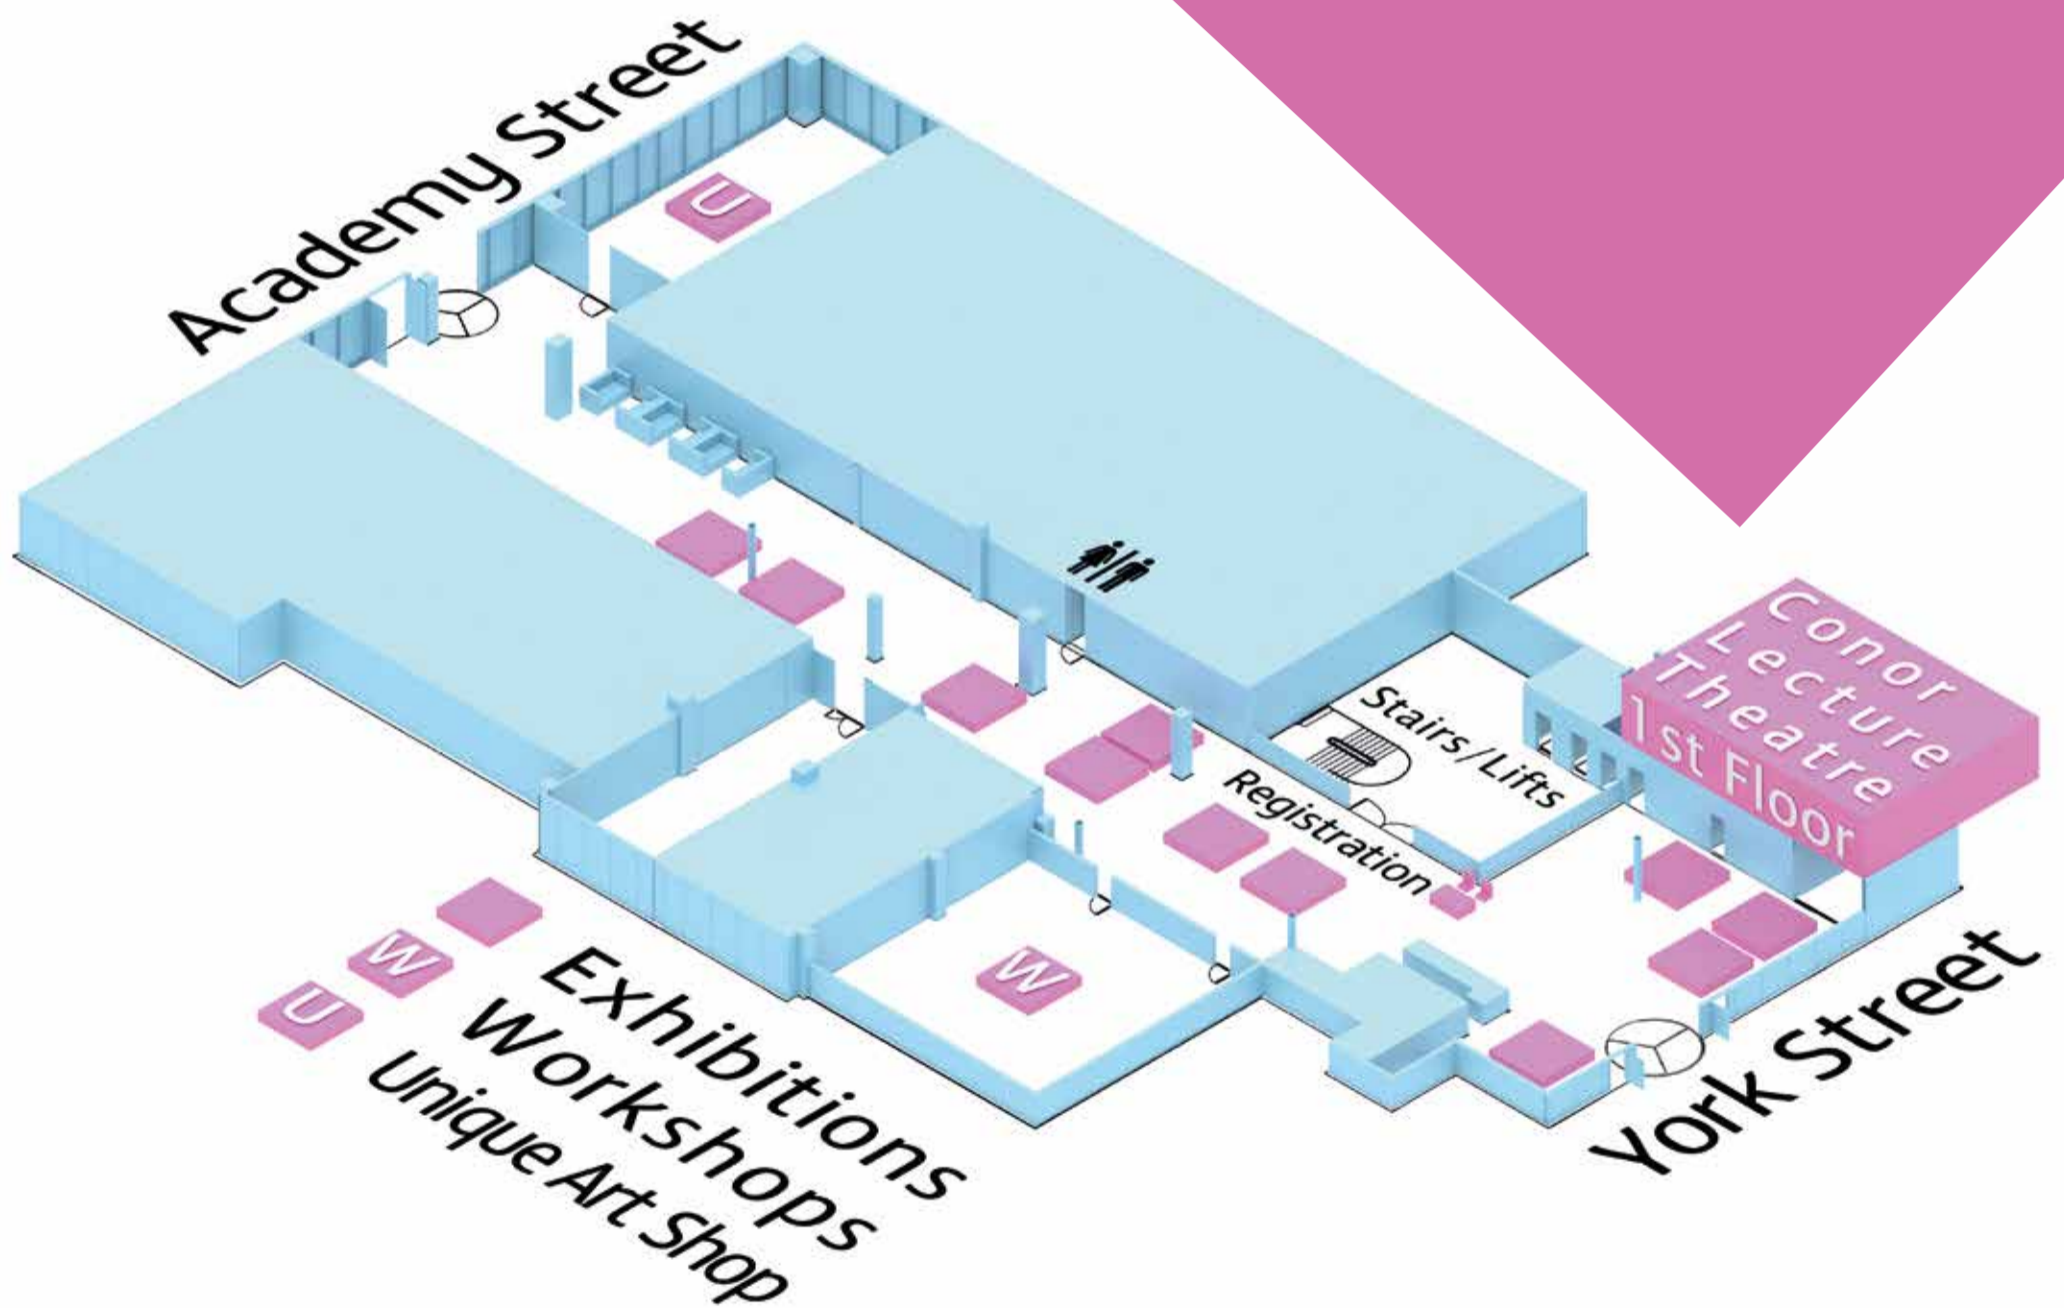 Academy Street
U
Conor
Lecture
Theatre
1st Floor
Stairs/Lifts
Registration
W
York Street
Exhibitions
W
Workshops
U
Unique Art Shop